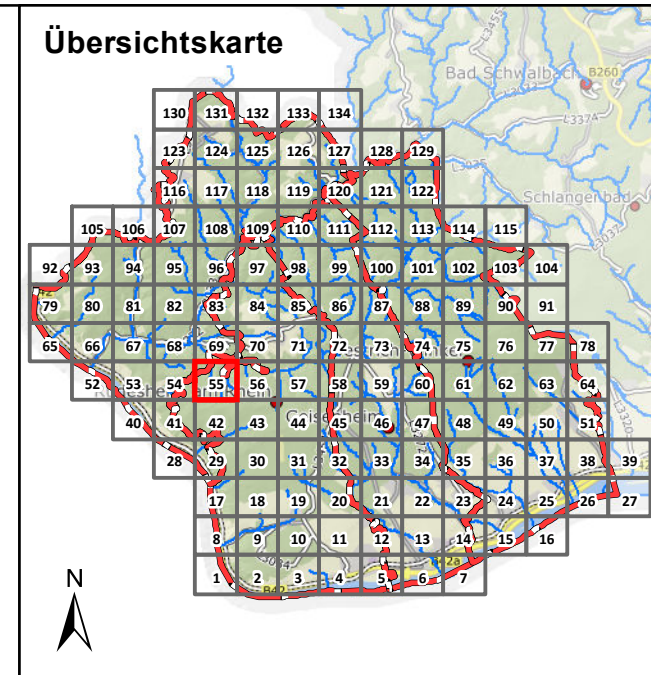 Übersichtskarte
L3455
Bad Schwalbach
B260
L3374
L3035
Schlangenbad
L3037
130 131 132 133 134
123 124 125 126 127 128 129
116 117 118 119 120 121 122
105 106 107 108 109 110 111 112 113 114 115
92 93 94 95 96 97 98 99 100 101 102 103 104
79 80 81 82 83 84 85 86 87 88 89 90 91
65 66 67 68 69 70 71 72 73 74 75 76 77 78
52 53 54 55 56 57 58 59 60 61 62 63 64
40 41 42 43 44 45 46 47 48 49 50 51
Geisenheim
28 29 30 31 32 33 34 35 36 37 38 39
17 18 19 20 21 22 23 24 25 26 27
8 9 10 11 12 13 14 15 16
L3034
B42a
1 2 3 4 5 6 7
B42
L3320
N